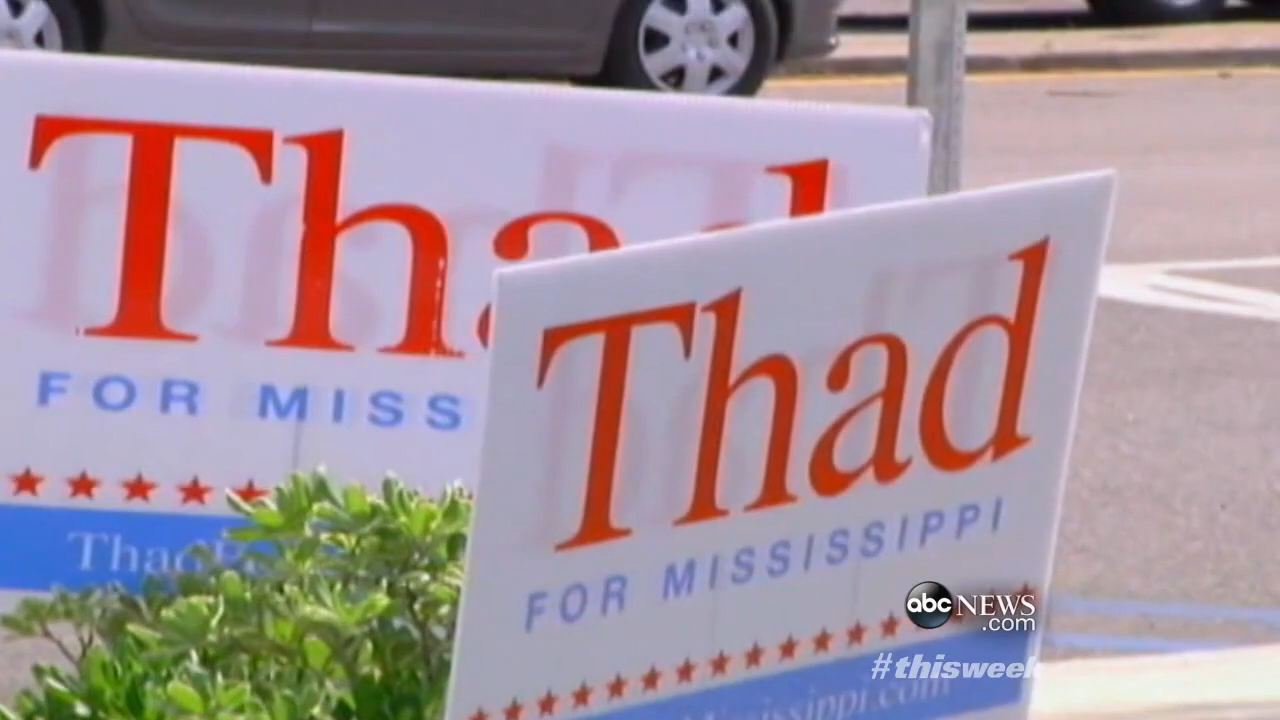 Thad
FOR MISS
Thad
FOR MISSISSIPPI
abc NEWS
.com
#thisweek